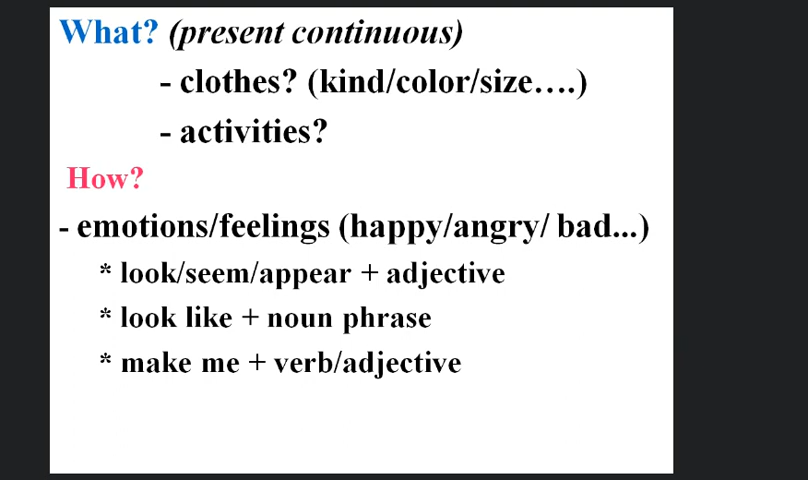 What? (present continuous)
- clothes? (kind/color/size….)
- activities?
How?
- emotions/feelings (happy/angry/ bad...)
* look/seem/appear + adjective
* look like + noun phrase
* make me + verb/adjective